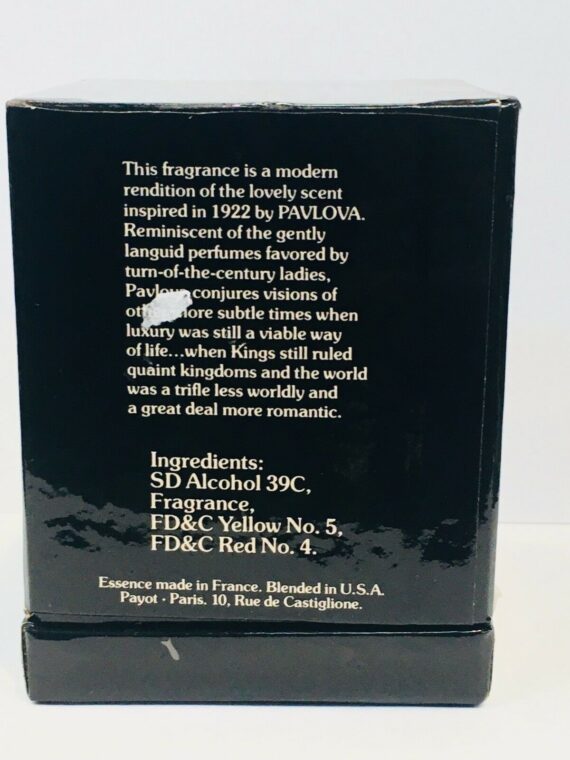 This fragrance is a modern
rendition of the lovely scent
inspired in 1922 by PAVLOVA.
Reminiscent of the gently
languid perfumes favored by
turn-of-the-century ladies,
Pavlova conjures visions of
more subtle times when
luxury was still a viable way
of life...when Kings still ruled
quaint kingdoms and the world
was a trifle less worldly and
a great deal more romantic.
Ingredients:
SD Alcohol 39C,
Fragrance,
FD&C Yellow No. 5,
FD&C Red No. 4.
Essence made in France. Blended in U.S.A.
Payot · Paris. 10, Rue de Castiglione.